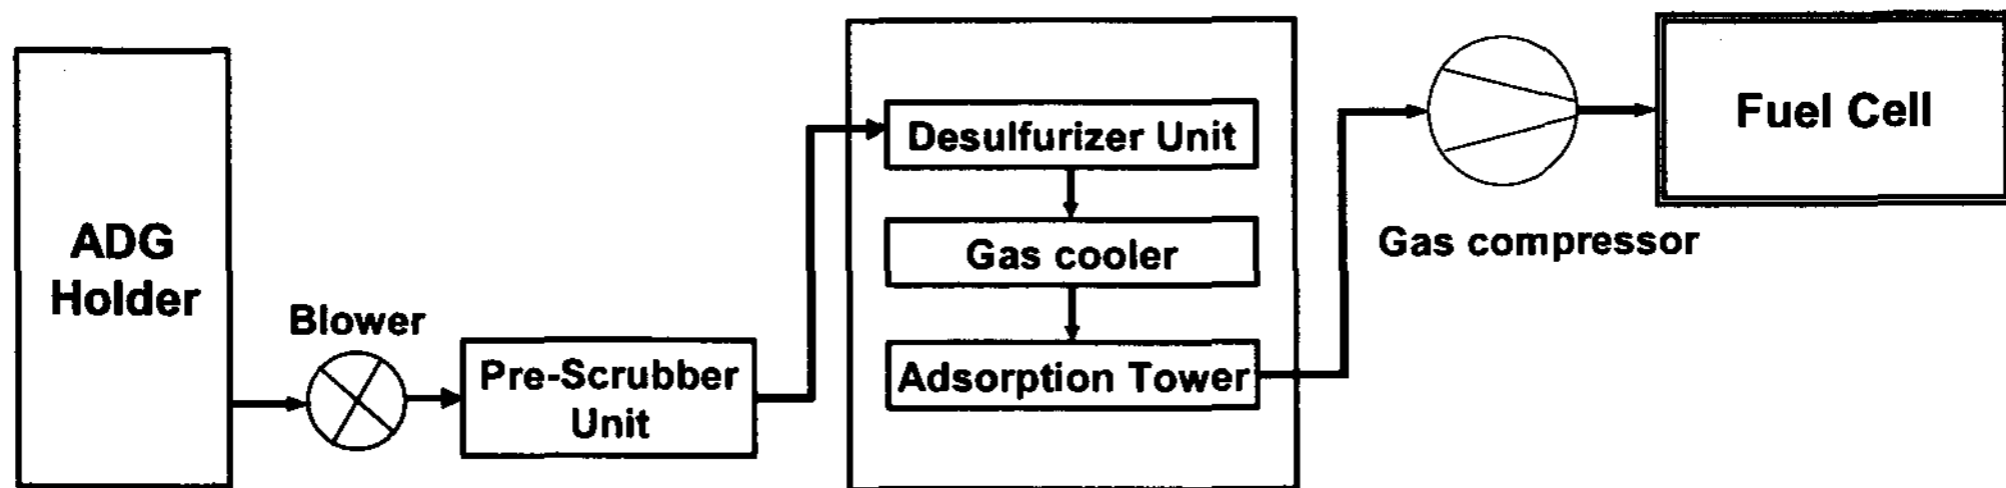 ADG
Holder
Blower
Pre-Scrubber
Unit
Desulfurizer Unit
Gas cooler
Adsorption Tower
Gas compressor
Fuel Cell